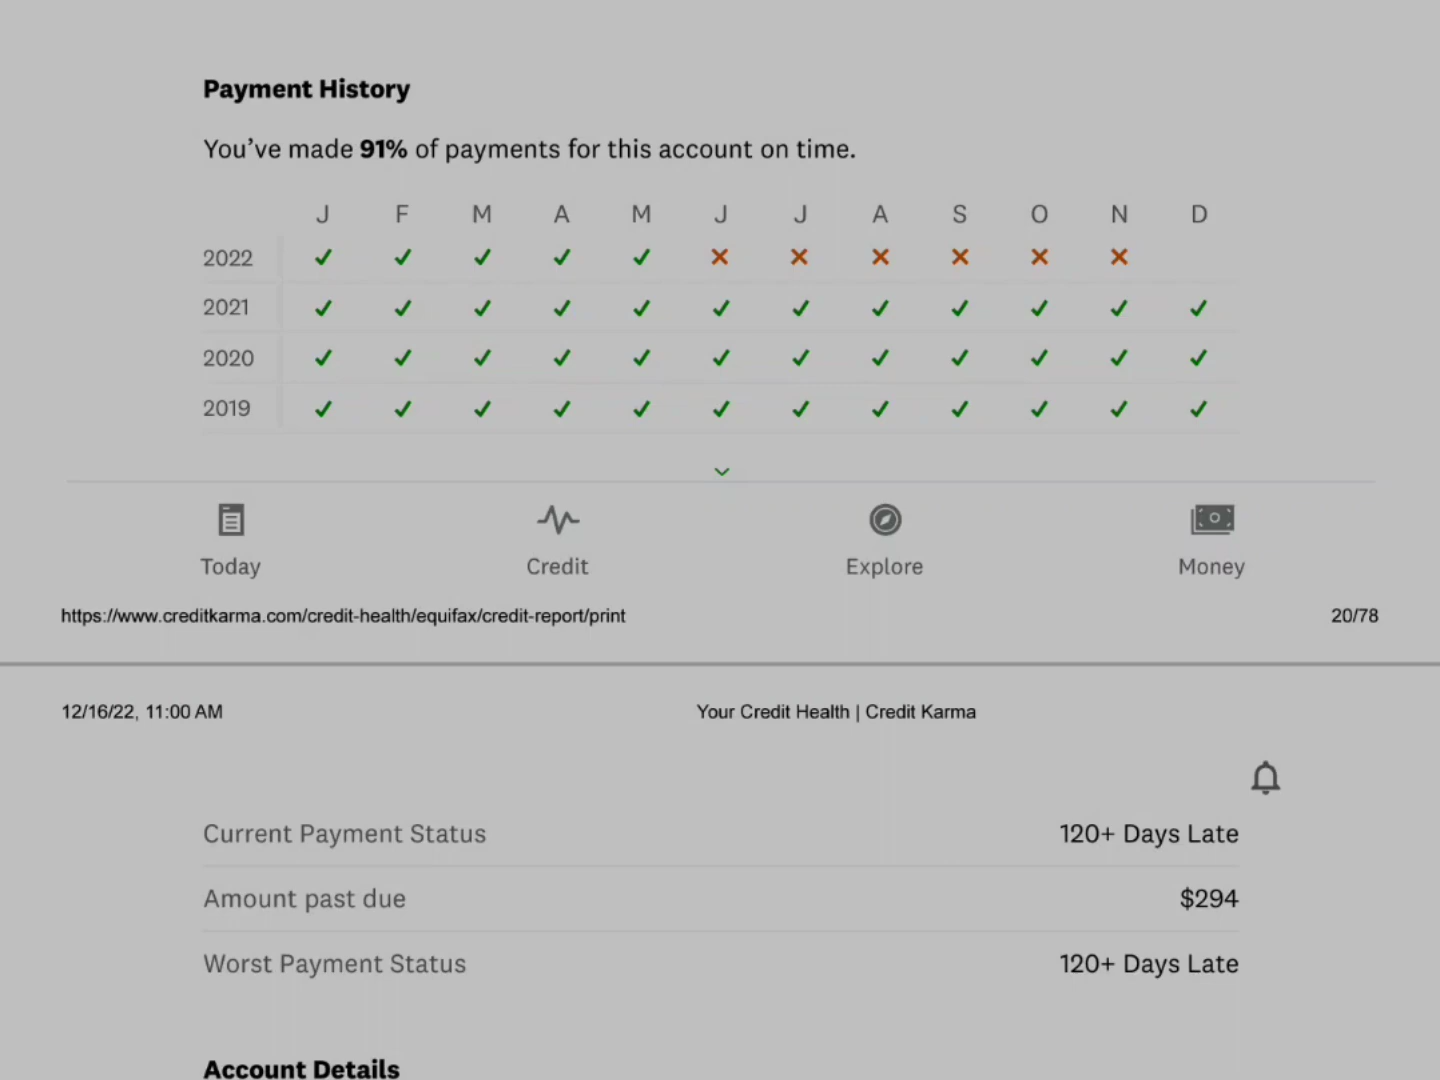 Payment History
You've made 91% of payments for this account on time.
J F M A M J J A S O N D
2022 ✓ ✓ ✓ ✓ ✓ ✕ ✕ ✕ ✕ ✕ ✕
2021 ✓ ✓ ✓ ✓ ✓ ✓ ✓ ✓ ✓ ✓ ✓ ✓
2020 ✓ ✓ ✓ ✓ ✓ ✓ ✓ ✓ ✓ ✓ ✓ ✓
2019 ✓ ✓ ✓ ✓ ✓ ✓ ✓ ✓ ✓ ✓ ✓ ✓
Today Credit Explore Money
https://www.creditkarma.com/credit-health/equifax/credit-report/print 20/78
12/16/22, 11:00 AM Your Credit Health | Credit Karma
Current Payment Status 120+ Days Late
Amount past due $294
Worst Payment Status 120+ Days Late
Account Details